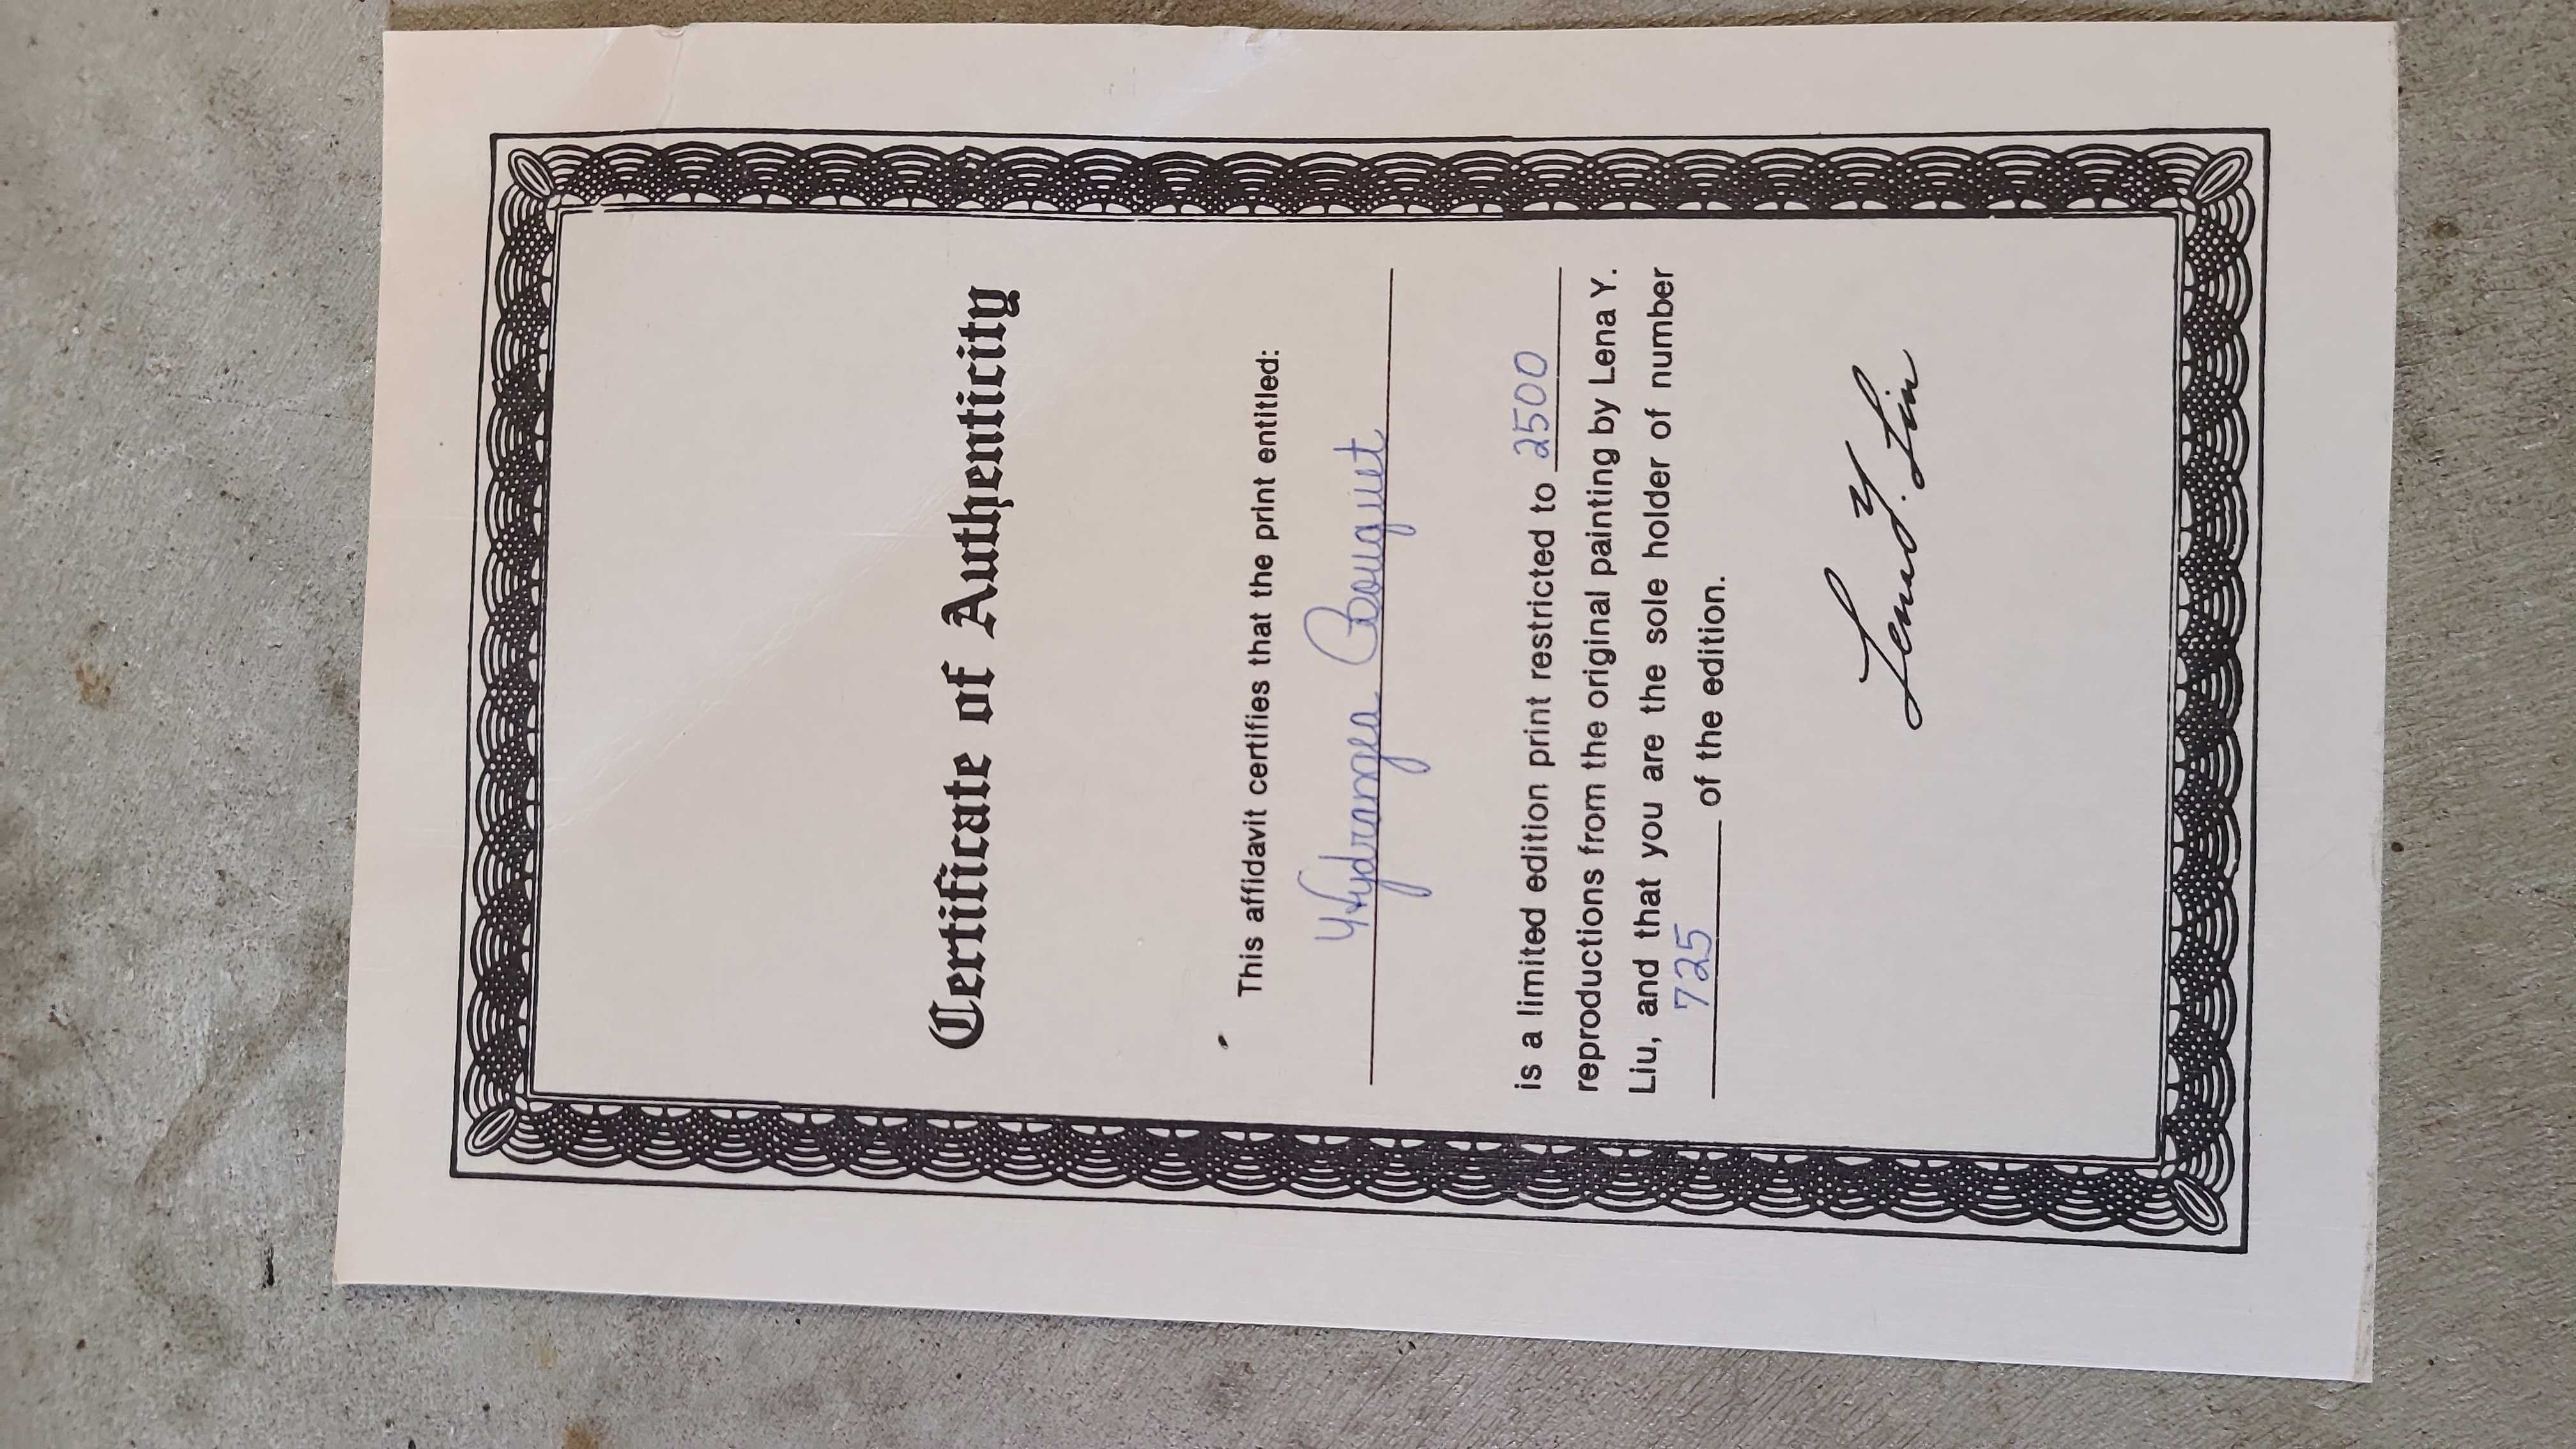 Certificate of Authenticity
This affidavit certifies that the print entitled:
Hydrangea Bouquet
is a limited edition print restricted to 2500
reproductions from the original painting by Lena Y.
Liu, and that you are the sole holder of number
725 of the edition.
Lena Y. Liu